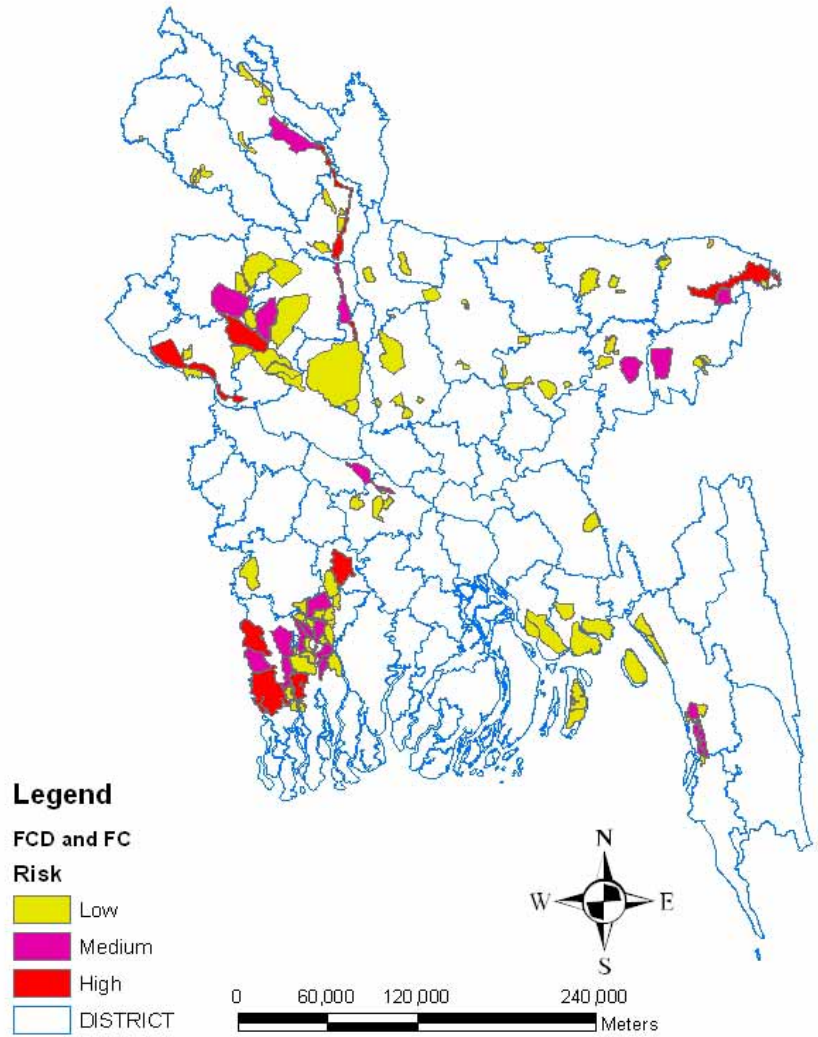 Legend
FCD and FC
Risk
Low
Medium
High
DISTRICT
N
W E
S
0 60,000 120,000 240,000
Meters